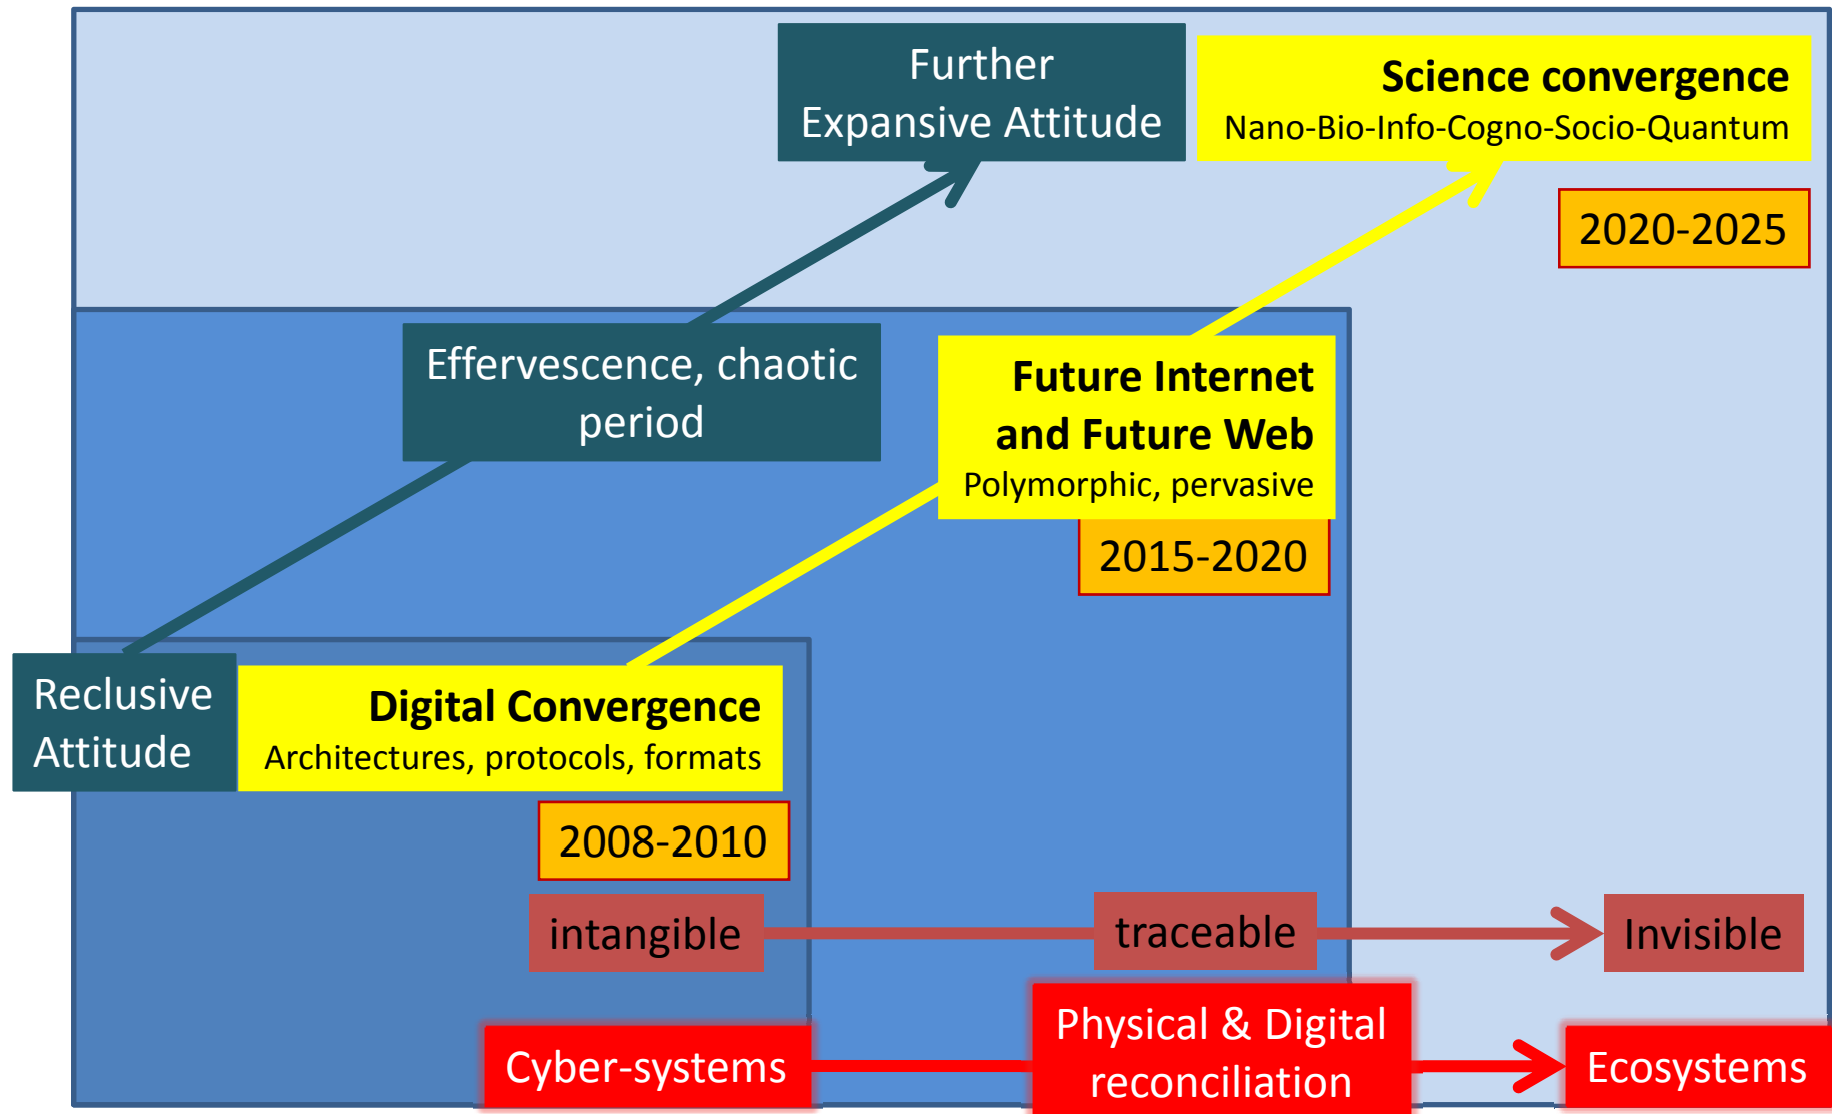 Further
Expansive Attitude
Science convergence
Nano-Bio-Info-Cogno-Socio-Quantum
2020-2025
Effervescence, chaotic
period
Future Internet
and Future Web
Polymorphic, pervasive
2015-2020
Reclusive
Attitude
Digital Convergence
Architectures, protocols, formats
2008-2010
intangible
traceable
Invisible
Cyber-systems
Physical & Digital
reconciliation
Ecosystems